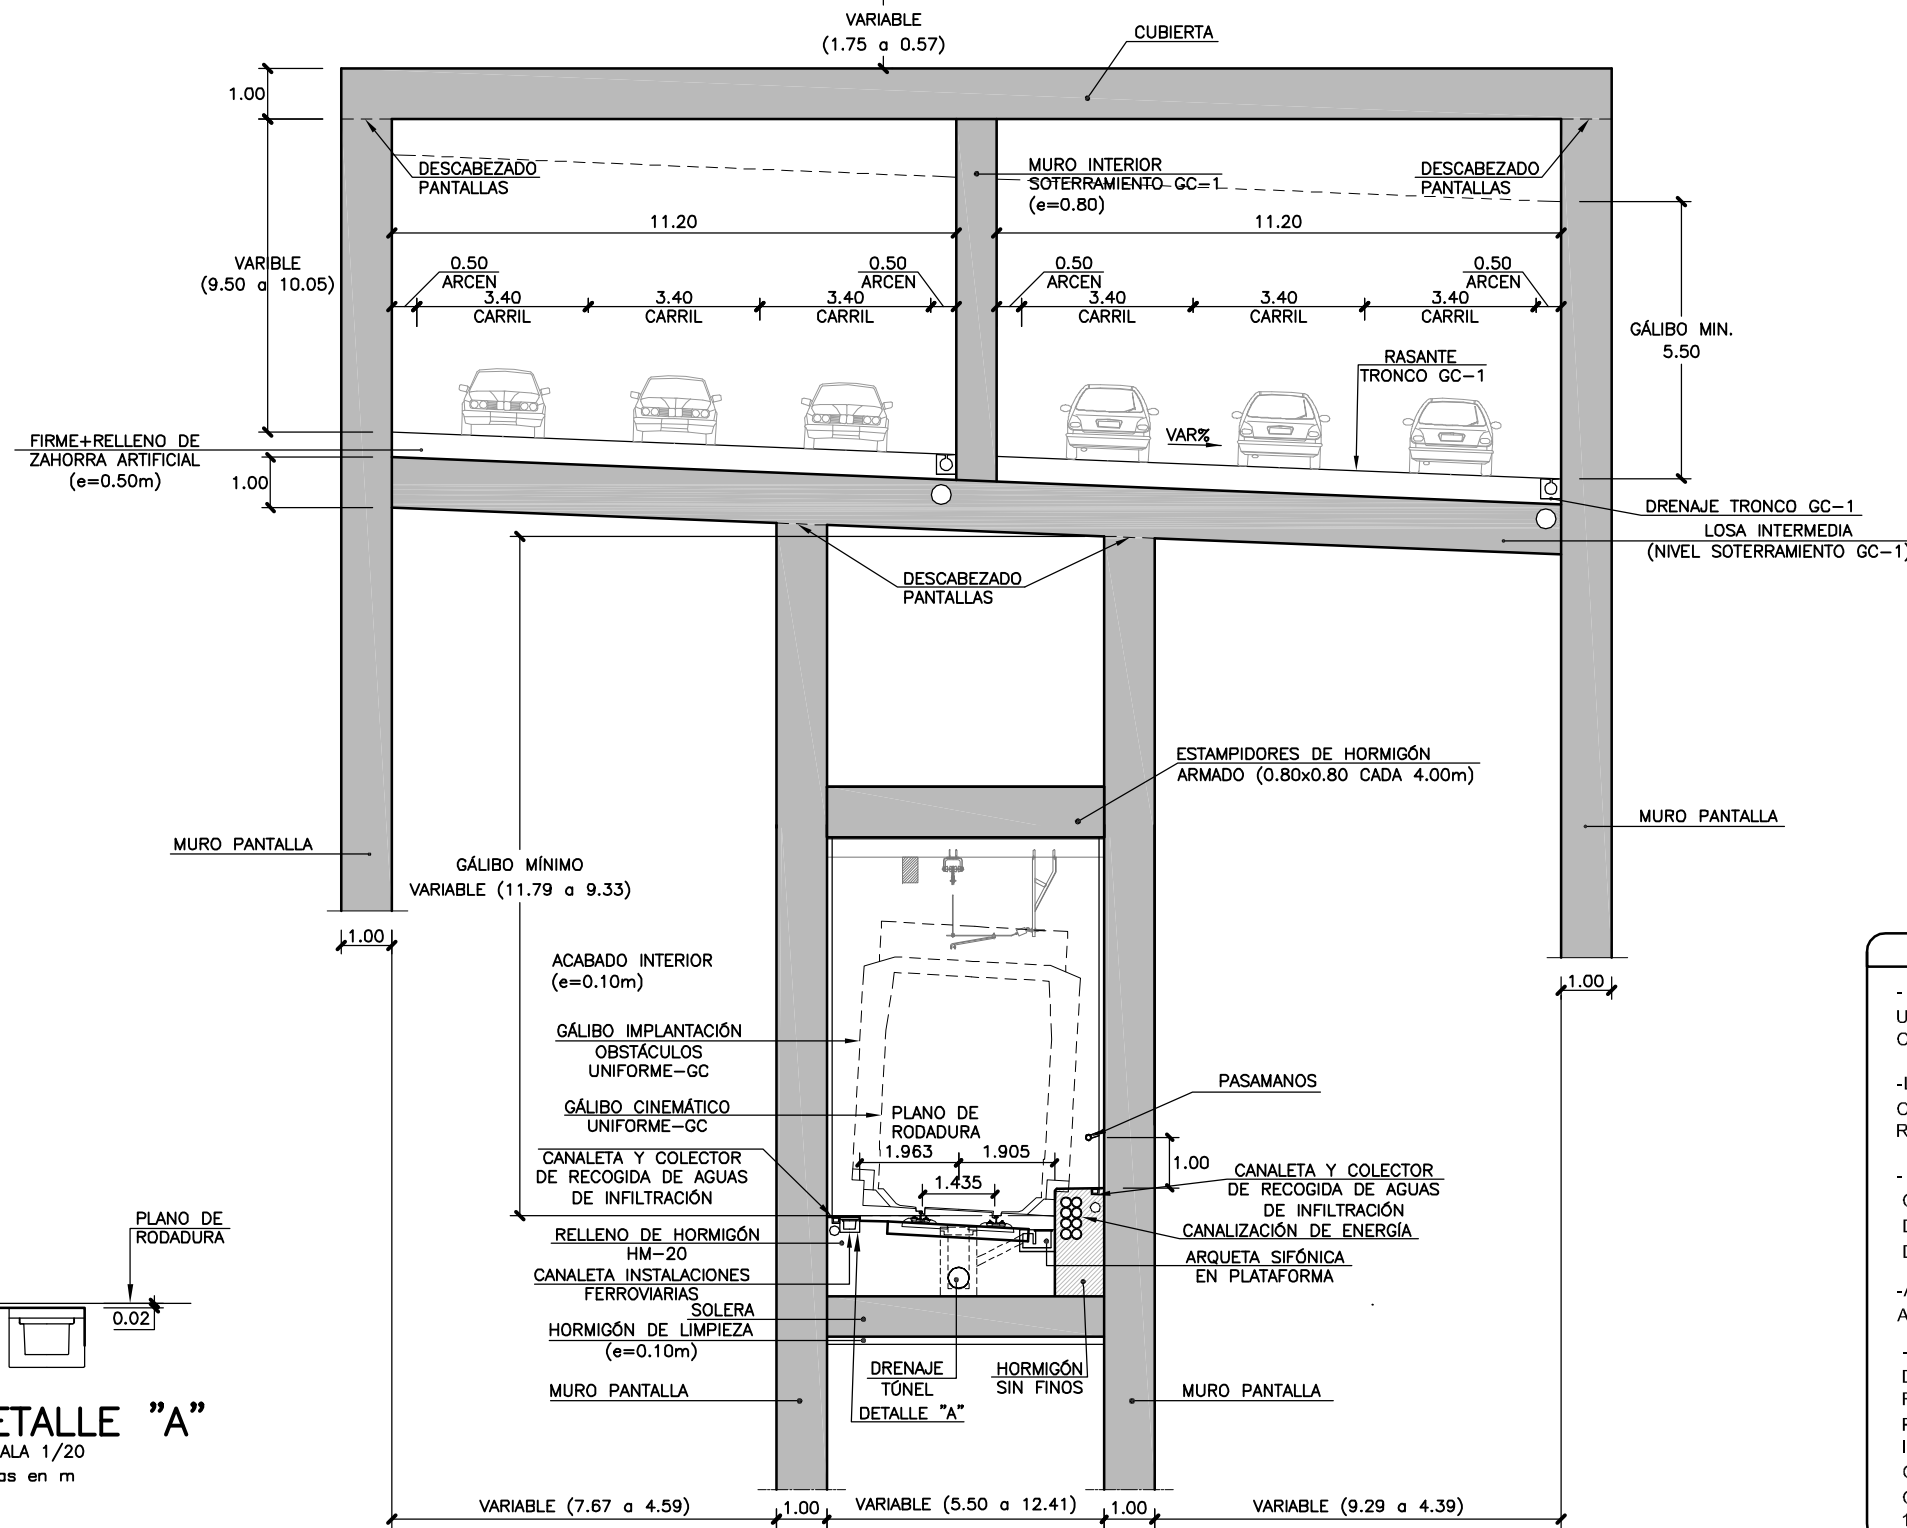 VARIABLE
(1.75 a 0.57)
CUBIERTA
1.00
DESCABEZADO
PANTALLAS
MURO INTERIOR
SOTERRAMIENTO GC-1
(e=0.80)
DESCABEZADO
PANTALLAS
11.20
11.20
VARIBLE
(9.50 a 10.05)
0.50
ARCEN
0.50
ARCEN
0.50
ARCEN
0.50
ARCEN
3.40
CARRIL
3.40
CARRIL
3.40
CARRIL
3.40
CARRIL
3.40
CARRIL
3.40
CARRIL
GÁLIBO MIN.
5.50
RASANTE
TRONCO GC-1
VAR%
FIRME+RELLENO DE
ZAHORRA ARTIFICIAL
(e=0.50m)
1.00
DRENAJE TRONCO GC-1
LOSA INTERMEDIA
(NIVEL SOTERRAMIENTO GC-1)
DESCABEZADO
PANTALLAS
ESTAMPIDORES DE HORMIGÓN
ARMADO (0.80x0.80 CADA 4.00m)
MURO PANTALLA
MURO PANTALLA
GÁLIBO MÍNIMO
VARIABLE (11.79 a 9.33)
1.00
1.00
ACABADO INTERIOR
(e=0.10m)
GÁLIBO IMPLANTACIÓN
OBSTÁCULOS
UNIFORME-GC
GÁLIBO CINEMÁTICO
UNIFORME-GC
PLANO DE
RODADURA
PASAMANOS
1.963
1.905
1.435
1.00
CANALETA Y COLECTOR
DE RECOGIDA DE AGUAS
DE INFILTRACIÓN
CANALETA Y COLECTOR
DE RECOGIDA DE AGUAS
DE INFILTRACIÓN
CANALIZACIÓN DE ENERGÍA
RELLENO DE HORMIGÓN
HM-20
ARQUETA SIFÓNICA
EN PLATAFORMA
CANALETA INSTALACIONES
FERROVIARIAS
SOLERA
HORMIGÓN DE LIMPIEZA
(e=0.10m)
DRENAJE
TÚNEL
HORMIGÓN
SIN FINOS
MURO PANTALLA
DETALLE "A"
MURO PANTALLA
PLANO DE
RODADURA
0.02
ETALLE "A"
ALA 1/20
as en m
VARIABLE (7.67 a 4.59)
1.00
VARIABLE (5.50 a 12.41)
1.00
VARIABLE (9.29 a 4.39)